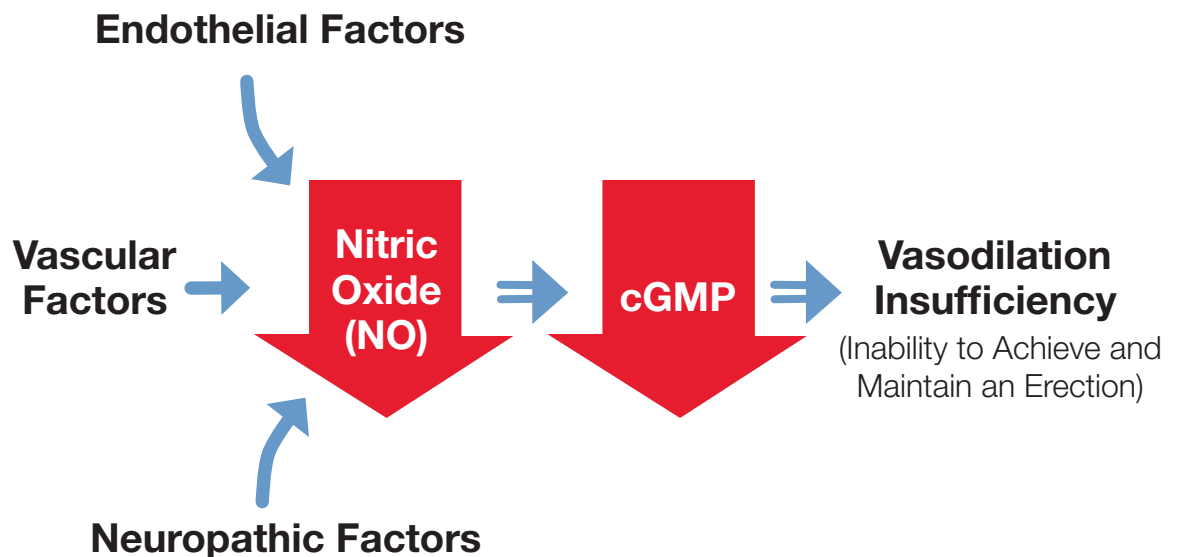 Endothelial Factors
Vascular
Factors
Nitric
Oxide
(NO)
cGMP
Vasodilation
Insufficiency
(Inability to Achieve and
Maintain an Erection)
Neuropathic Factors